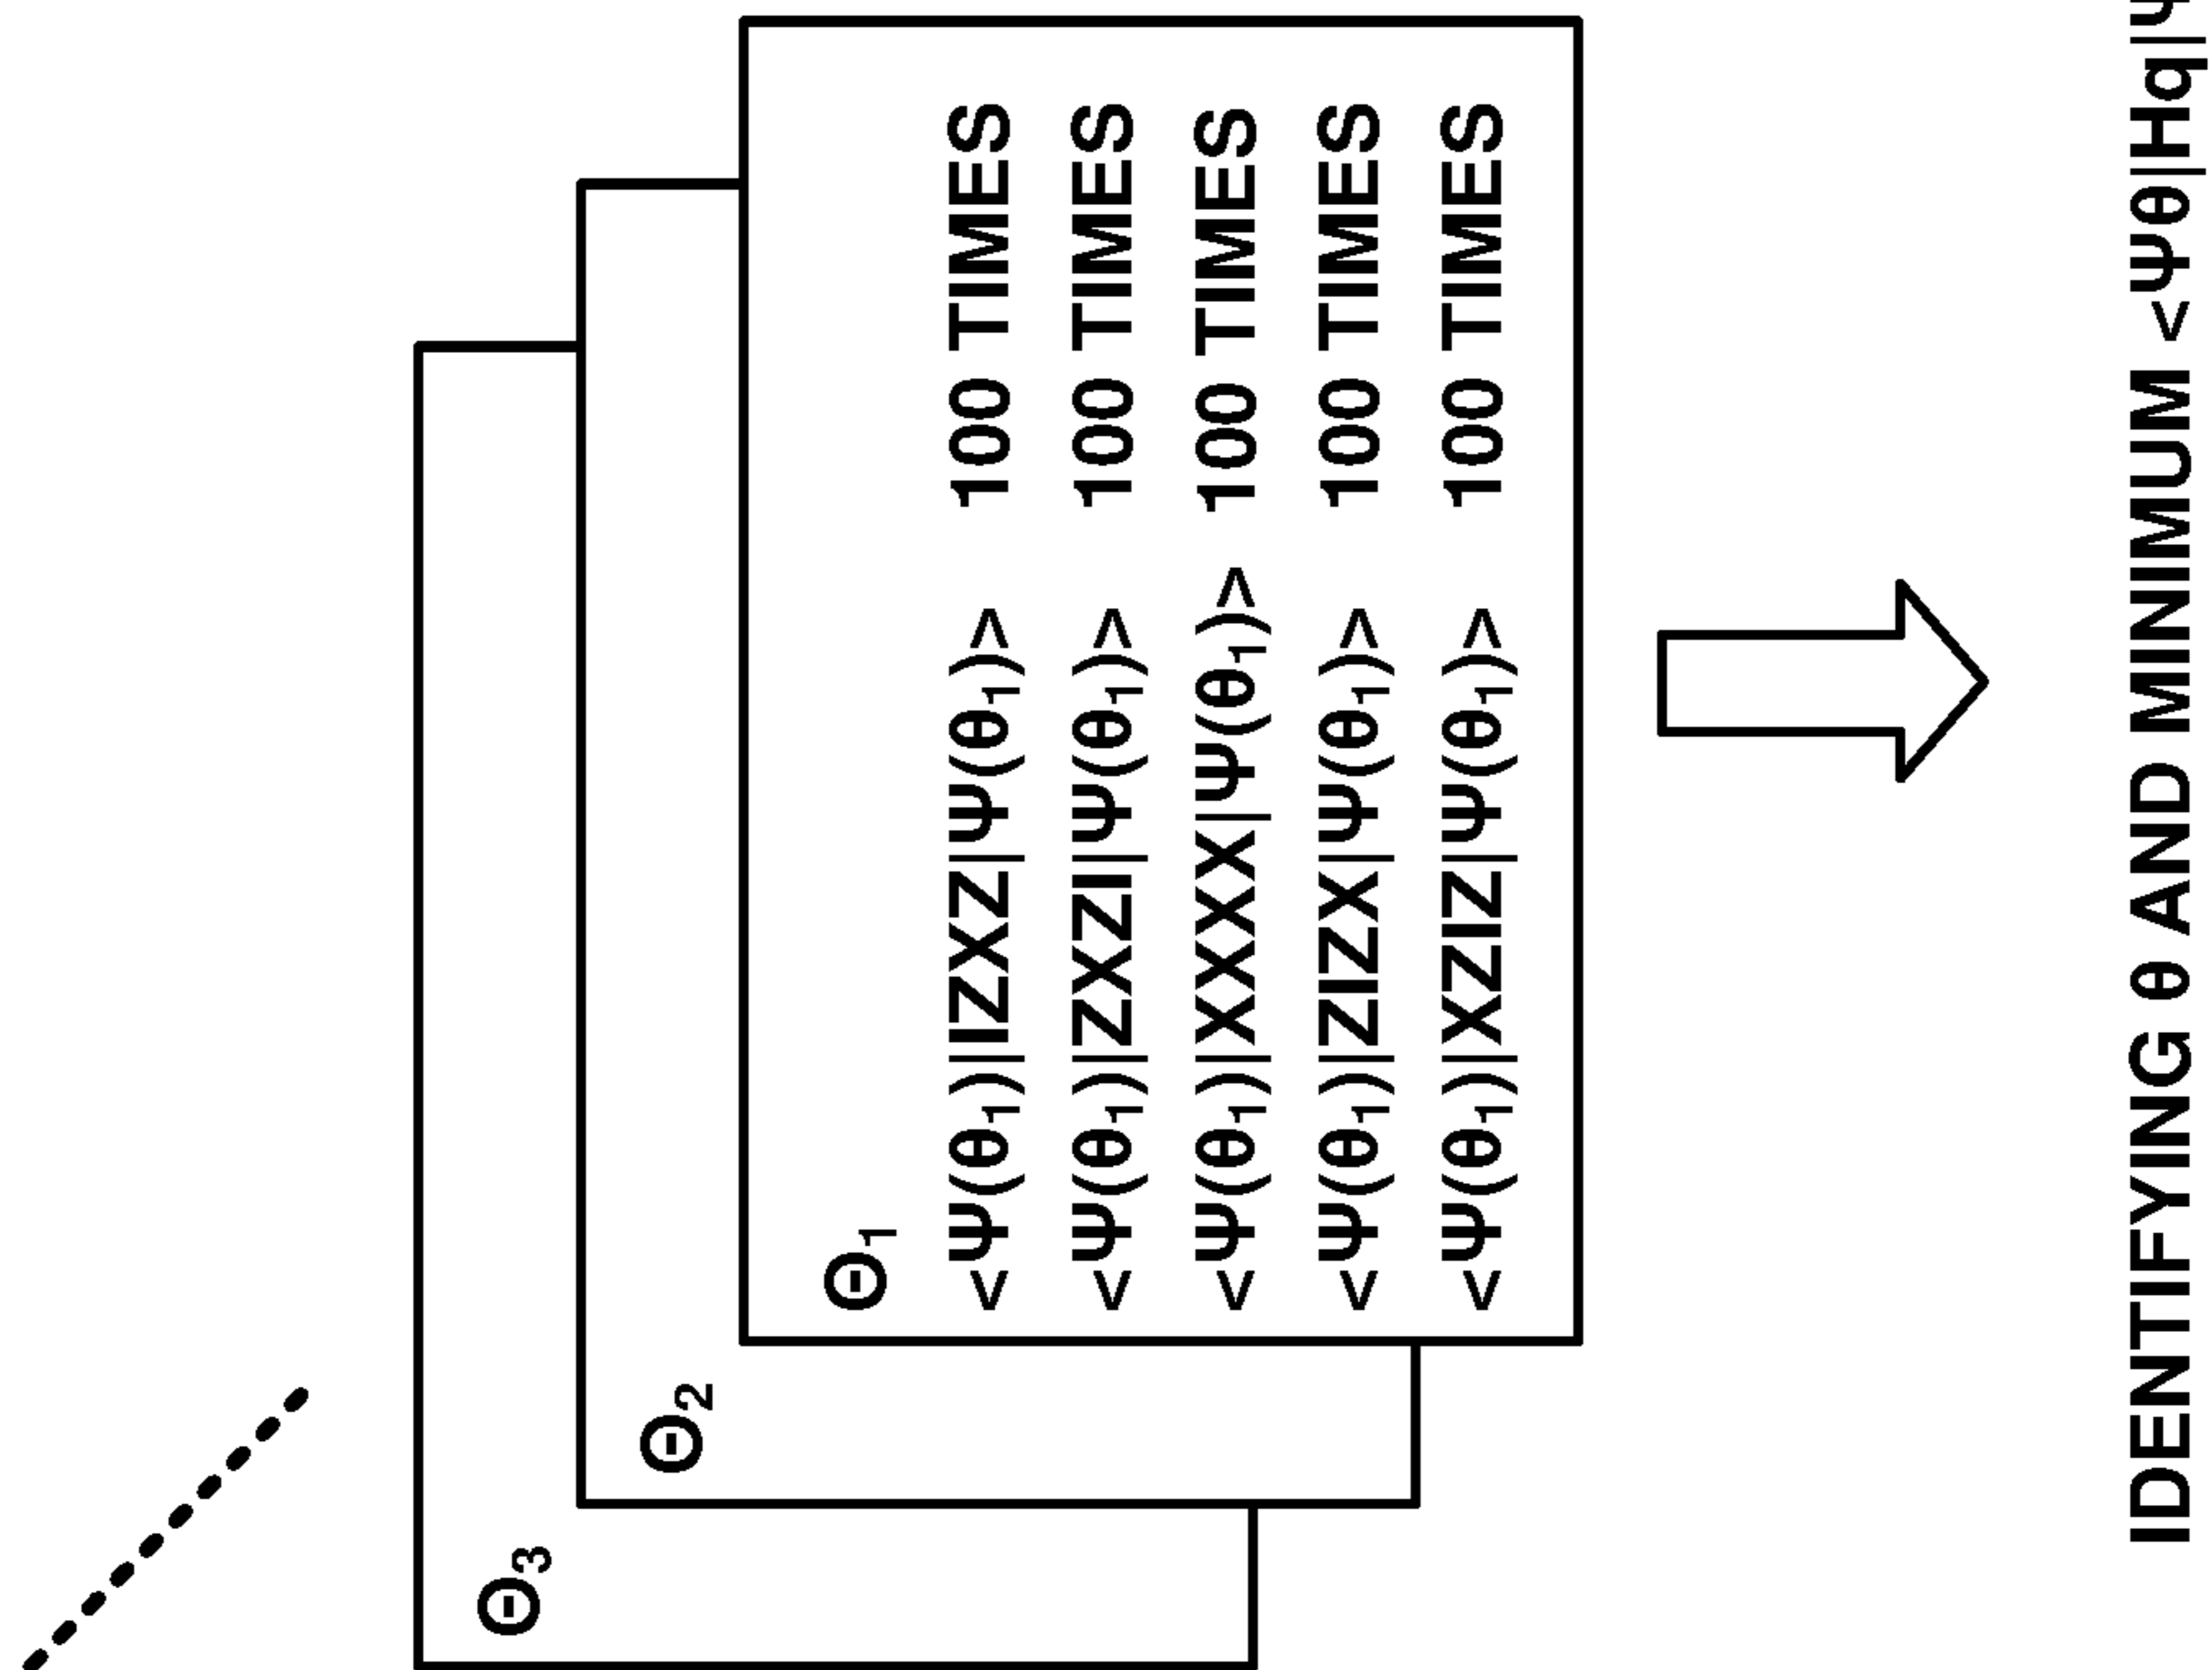 Θ₃
Θ₂
Θ₁
<Ψ(θ₁)|IZXZ|Ψ(θ₁)> 100 TIMES
<Ψ(θ₁)|ZXZI|Ψ(θ₁)> 100 TIMES
<Ψ(θ₁)|XXXX|Ψ(θ₁)> 100 TIMES
<Ψ(θ₁)|ZIZX|Ψ(θ₁)> 100 TIMES
<Ψ(θ₁)|XZIZ|Ψ(θ₁)> 100 TIMES
IDENTIFYING θ AND MINIMUM <Ψθ|Hq|Ψ